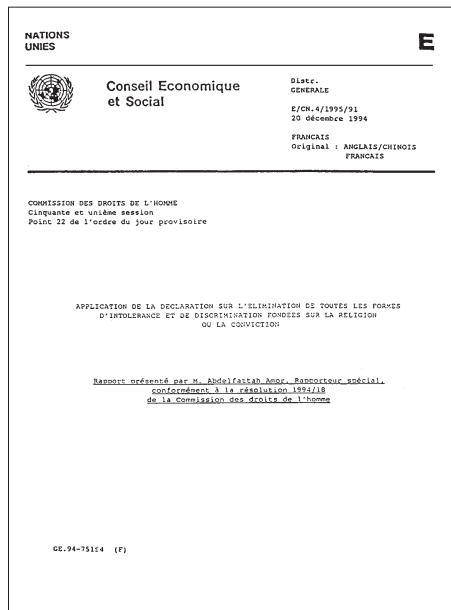 NATIONS
UNIES
E
Conseil Economique
et Social
Distr.
GENERALE
E/CN.4/1995/91
20 décembre 1994
FRANCAIS
Original : ANGLAIS/CHINOIS
FRANCAIS
COMMISSION DES DROITS DE L'HOMME
Cinquante et unième session
Point 22 de l'ordre du jour provisoire
APPLICATION DE LA DECLARATION SUR L'ELIMINATION DE TOUTES LES FORMES
D'INTOLERANCE ET DE DISCRIMINATION FONDEES SUR LA RELIGION
OU LA CONVICTION
Rapport présenté par M. Abdelfattah Amor, Rapporteur spécial,
conformément à la résolution 1994/18
de la Commission des droits de l'homme
GE.94-75154 (F)